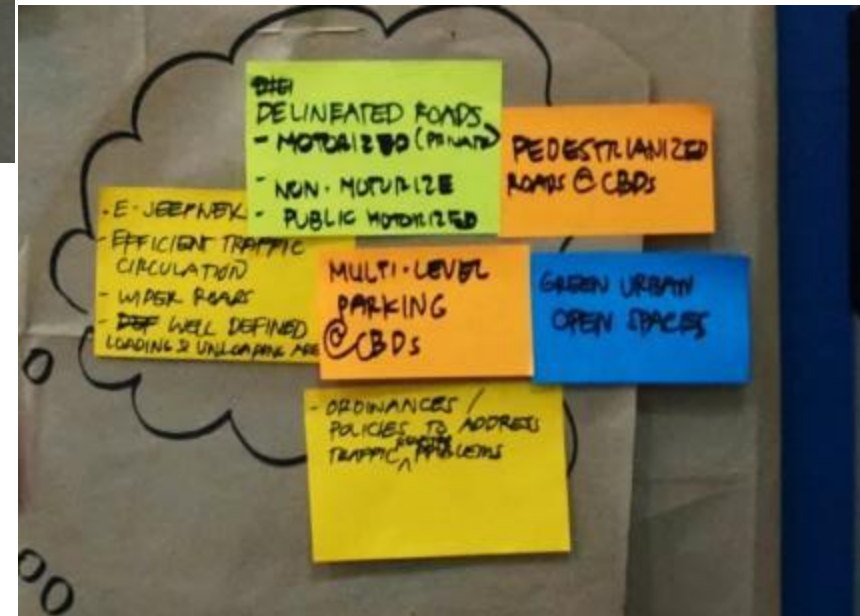 DELINEATED ROADS
- MOTORIZED (PRIVATE)
- NON-MOTORIZE
- PUBLIC MOTORIZED
PEDESTRIANIZED
ROADS @ CBDs
- E-JEEPNEY
- EFFICIENT TRAFFIC
CIRCULATION
- WIDER ROADS
- WELL DEFINED
LOADING & UNLOADING ARE
MULTI-LEVEL
PARKING
@ CBDs
GREEN URBAN
OPEN SPACES
- ORDINANCES /
POLICIES TO ADDRESS
TRAFFIC PROBLEMS